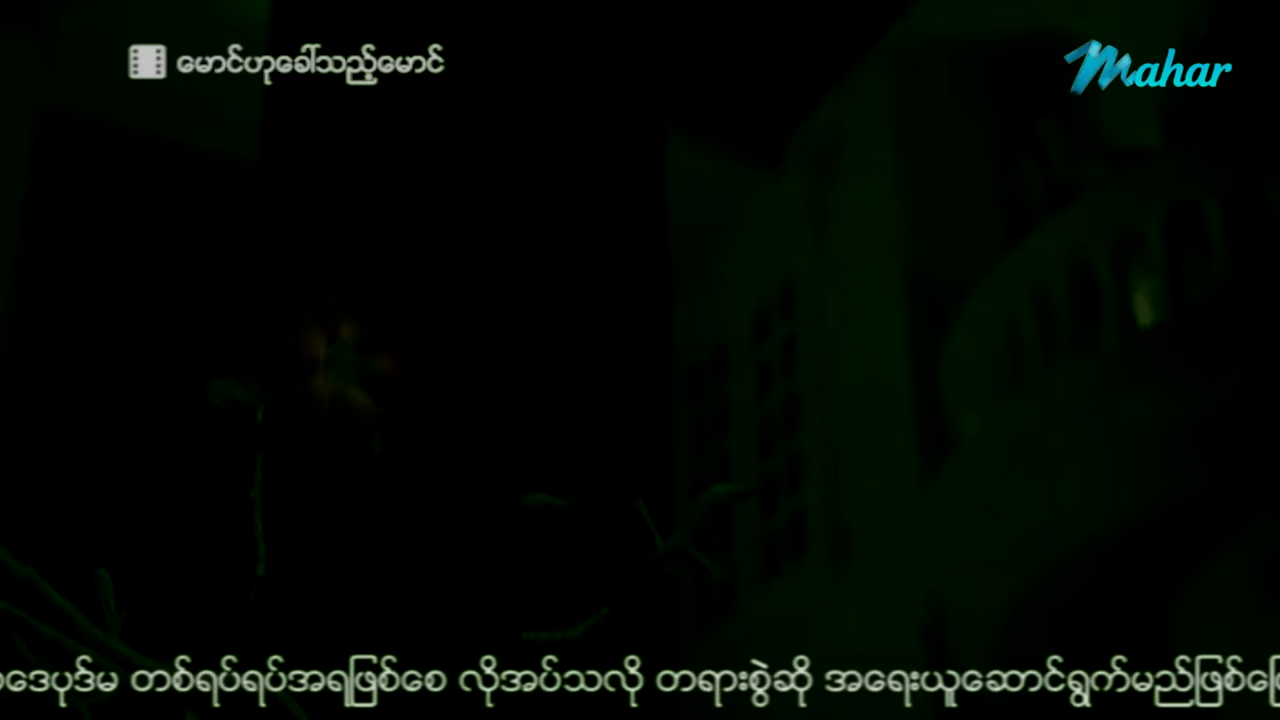 မောင်ဟုခေါ်သည့်မောင်
Mahar
ဒေပုဒ်မ တစ်ရပ်ရပ်အရဖြစ်စေ လိုအပ်သလို တရားစွဲဆို အရေးယူဆောင်ရွက်မည်ဖြစ်ကြေ